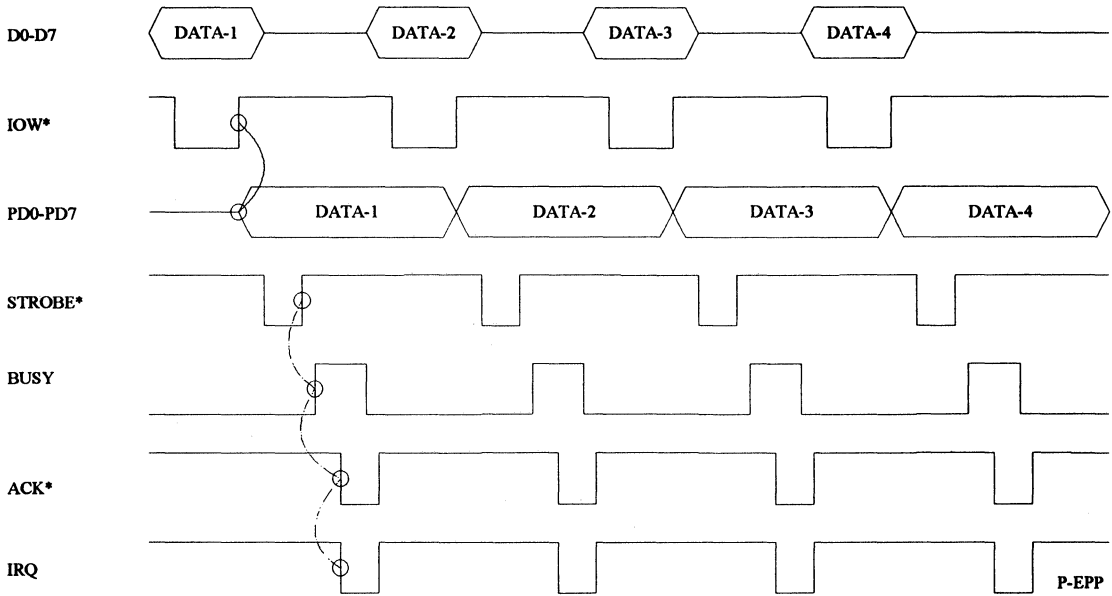 D0-D7 DATA-1 DATA-2 DATA-3 DATA-4
IOW*
PD0-PD7 DATA-1 DATA-2 DATA-3 DATA-4
STROBE*
BUSY
ACK*
IRQ
P-EPP